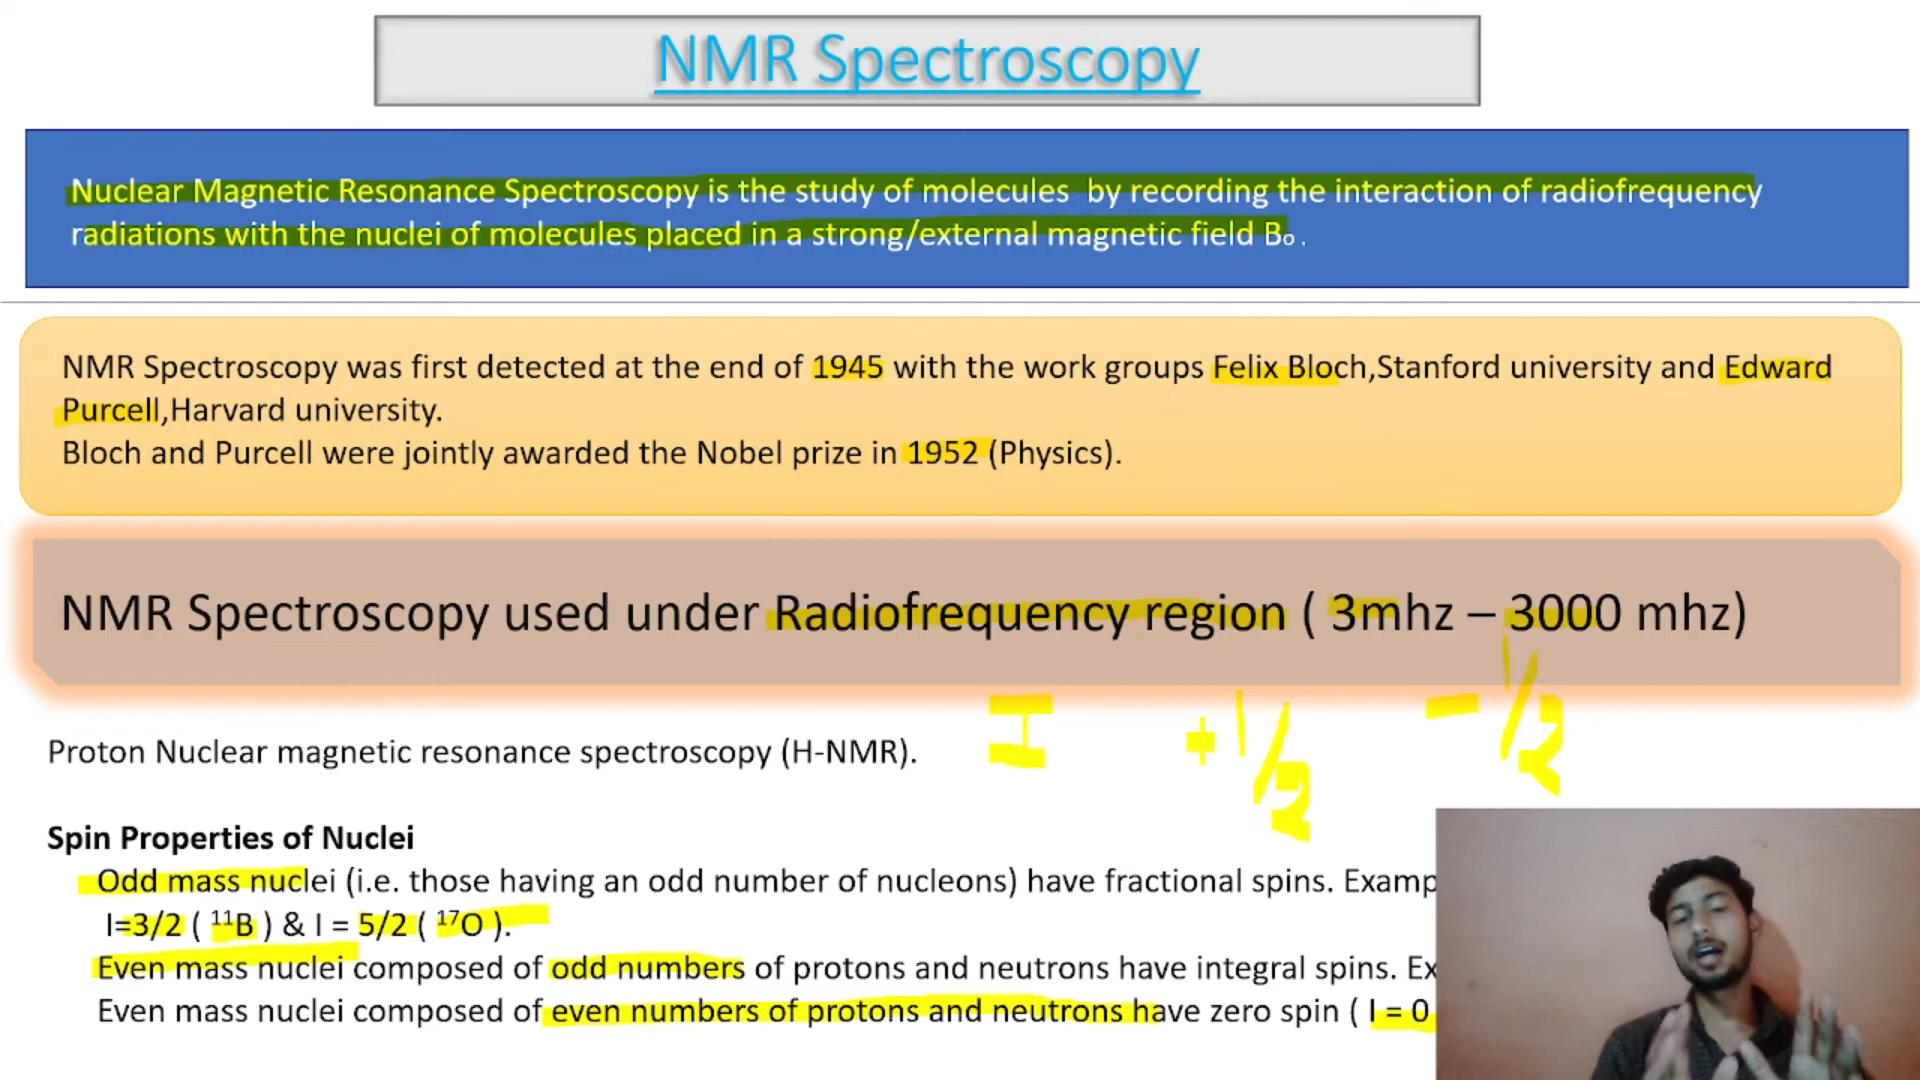 NMR Spectroscopy
Nuclear Magnetic Resonance Spectroscopy is the study of molecules by recording the interaction of radiofrequency
radiations with the nuclei of molecules placed in a strong/external magnetic field Bo .
NMR Spectroscopy was first detected at the end of 1945 with the work groups Felix Bloch,Stanford university and Edward
Purcell,Harvard university.
Bloch and Purcell were jointly awarded the Nobel prize in 1952 (Physics).
NMR Spectroscopy used under Radiofrequency region ( 3mhz – 3000 mhz)
I +1/2 -1/2
Proton Nuclear magnetic resonance spectroscopy (H-NMR).
Spin Properties of Nuclei
Odd mass nuclei (i.e. those having an odd number of nucleons) have fractional spins. Examp
I=3/2 ( ¹¹B ) & I = 5/2 ( ¹⁷O ).
Even mass nuclei composed of odd numbers of protons and neutrons have integral spins. Ex
Even mass nuclei composed of even numbers of protons and neutrons have zero spin ( I = 0